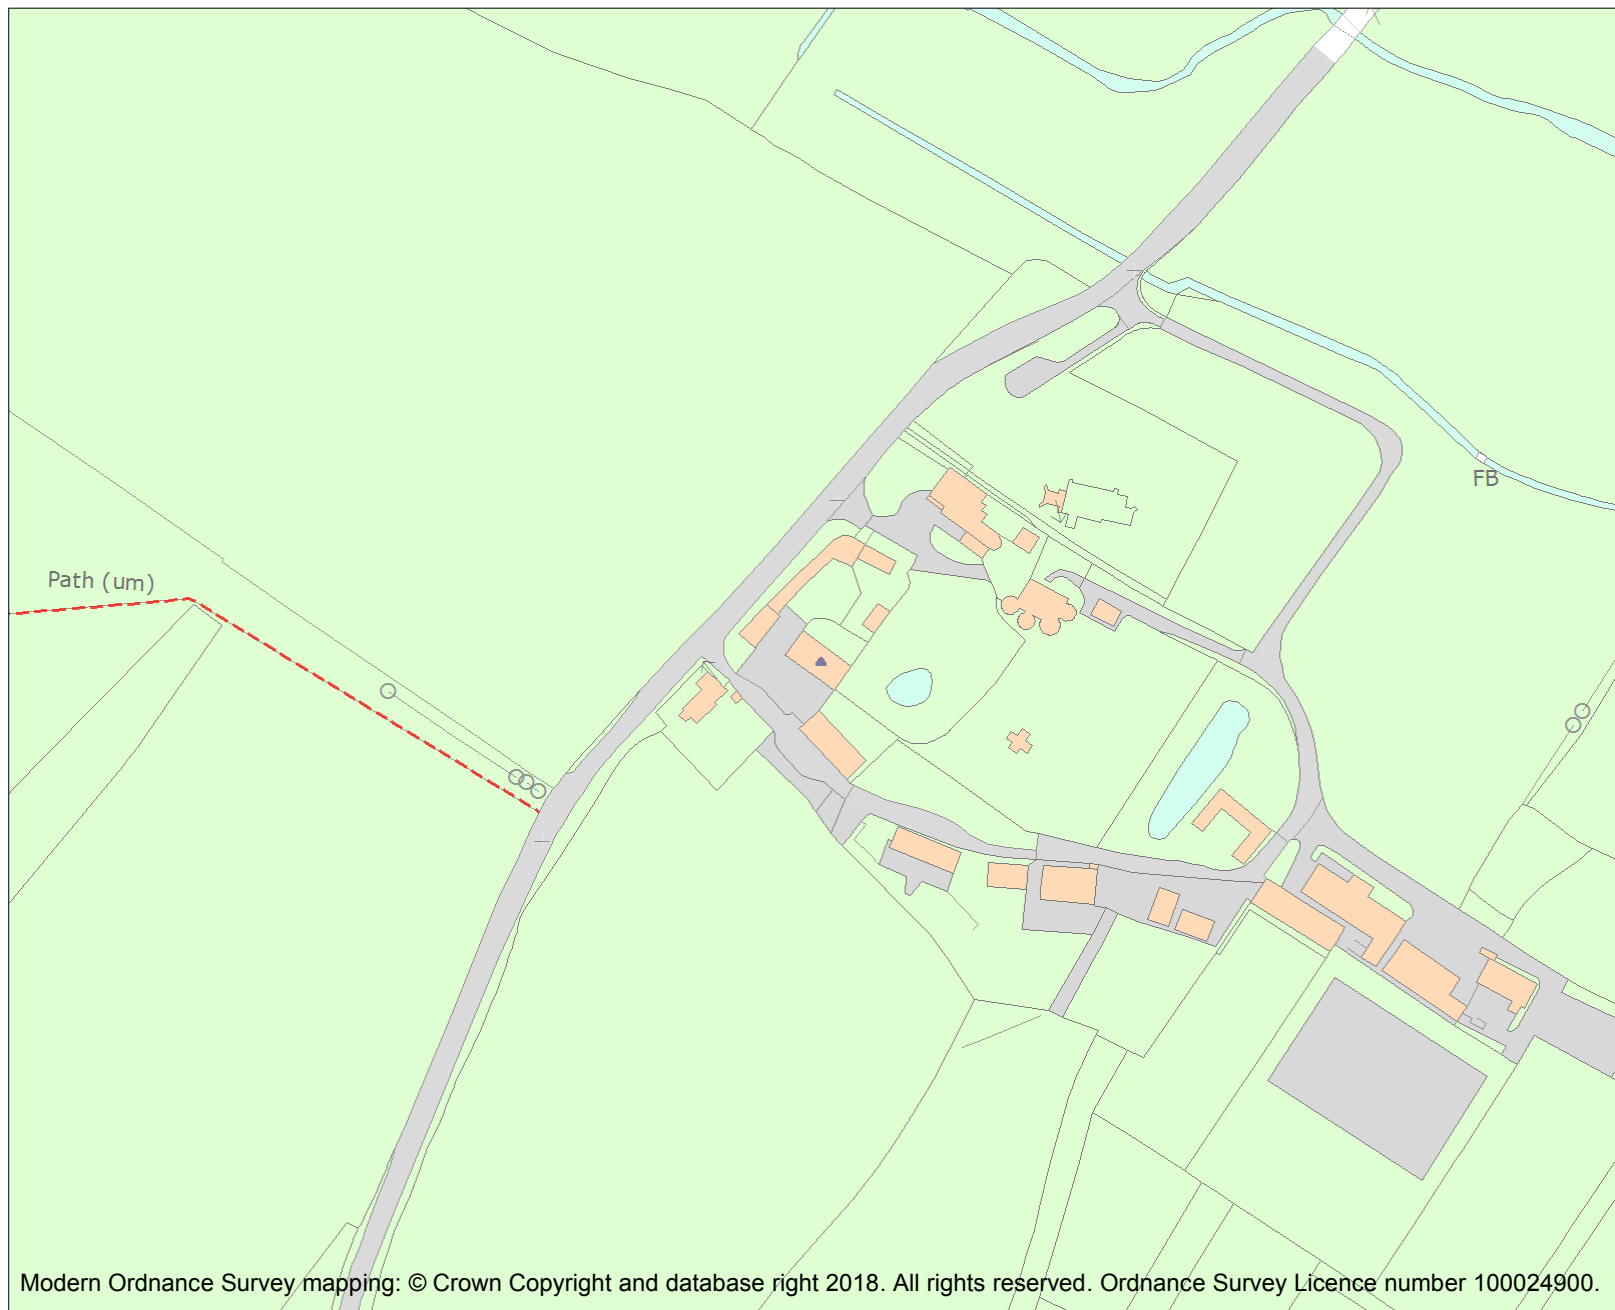 FB
Path (um)
Modern Ordnance Survey mapping: © Crown Copyright and database right 2018. All rights reserved. Ordnance Survey Licence number 100024900.